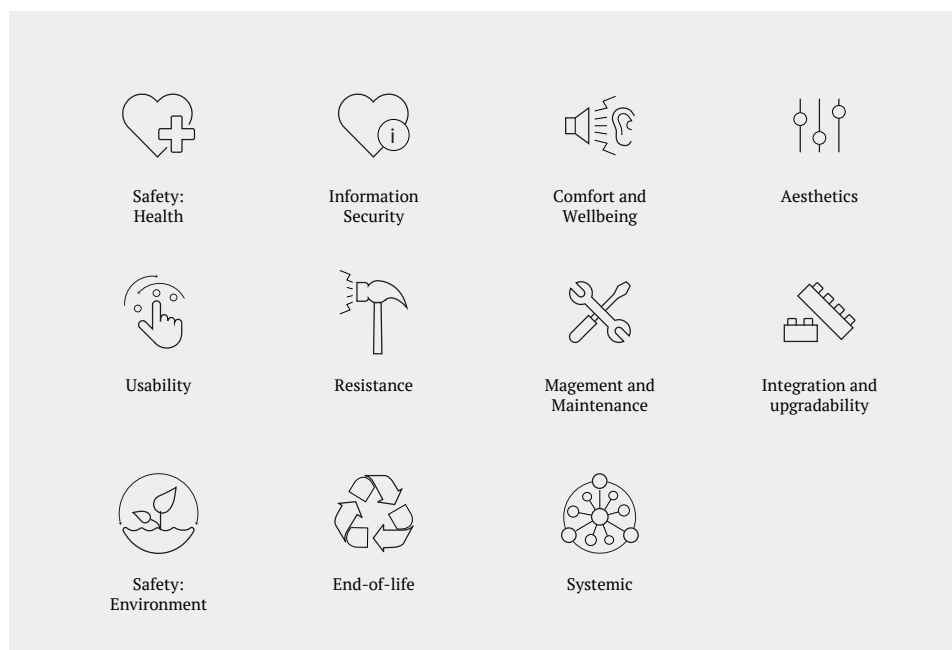 i
Safety:
Health
Information
Security
Comfort and
Wellbeing
Aesthetics
Usability
Resistance
Magement and
Maintenance
Integration and
upgradability
Safety:
Environment
End-of-life
Systemic